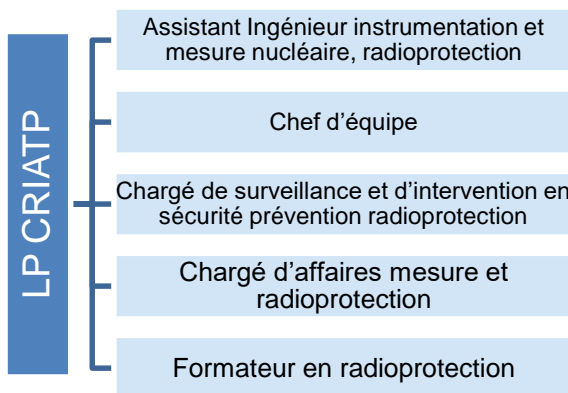 LP CRIATP
Assistant Ingénieur instrumentation et
mesure nucléaire, radioprotection
Chef d'équipe
Chargé de surveillance et d'intervention en
sécurité prévention radioprotection
Chargé d'affaires mesure et
radioprotection
Formateur en radioprotection